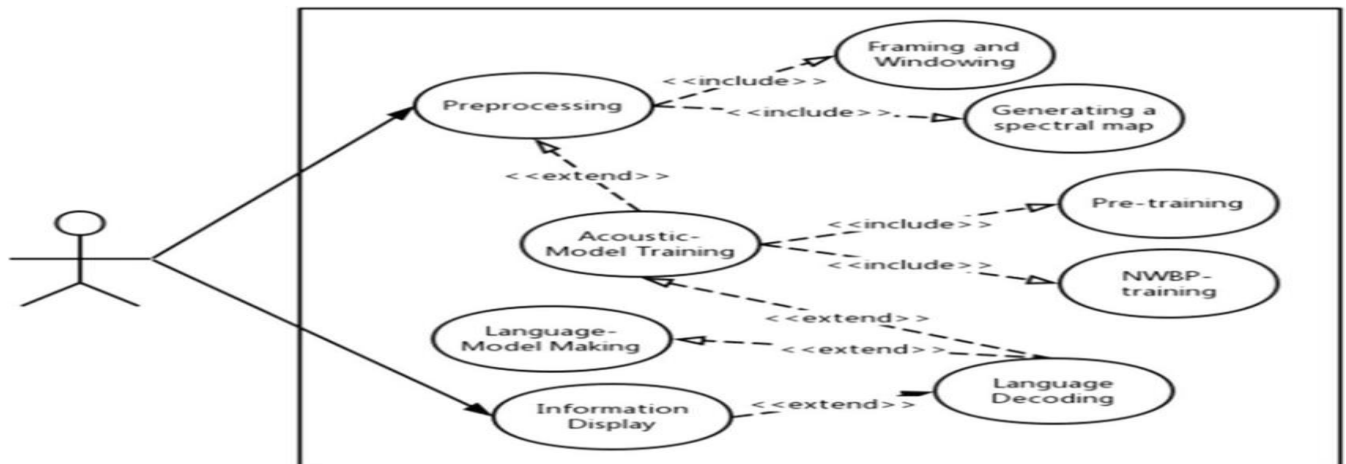 Framing and
Windowing
<<include>>
Preprocessing
<<include>>
Generating a
spectral map
<<extend>>
Pre-training
<<include>>
Acoustic-
Model Training
<<include>>
NWBP-
training
<<extend>>
Language-
Model Making
<<extend>>
Language
Decoding
<<extend>>
Information
Display